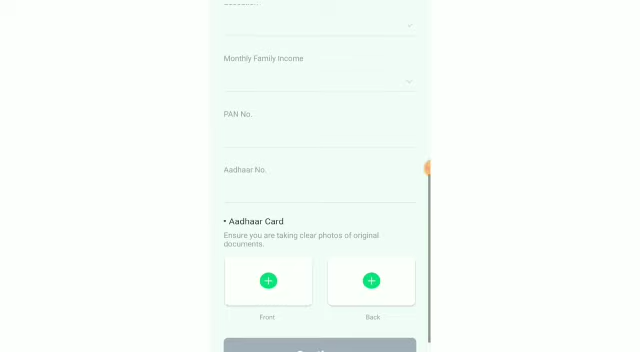 Monthly Family Income
PAN No.
Aadhaar No.
• Aadhaar Card
Ensure you are taking clear photos of original
documents.
Front
Back